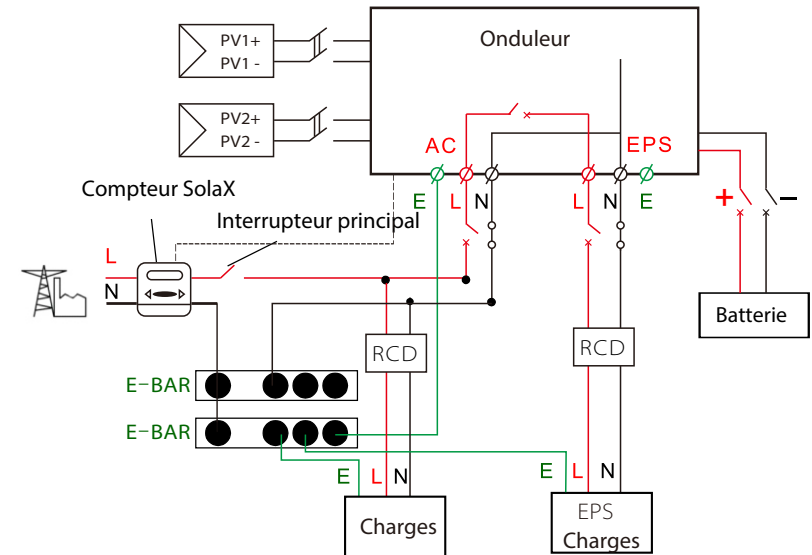 PV1+
PV1 -
Onduleur
PV2+
PV2 -
AC
EPS
Compteur SolaX
E
L
N
L
N
E
+
−
Interrupteur principal
L
N
Batterie
RCD
RCD
E-BAR
E-BAR
E
L
N
E
L
N
Charges
EPS
Charges